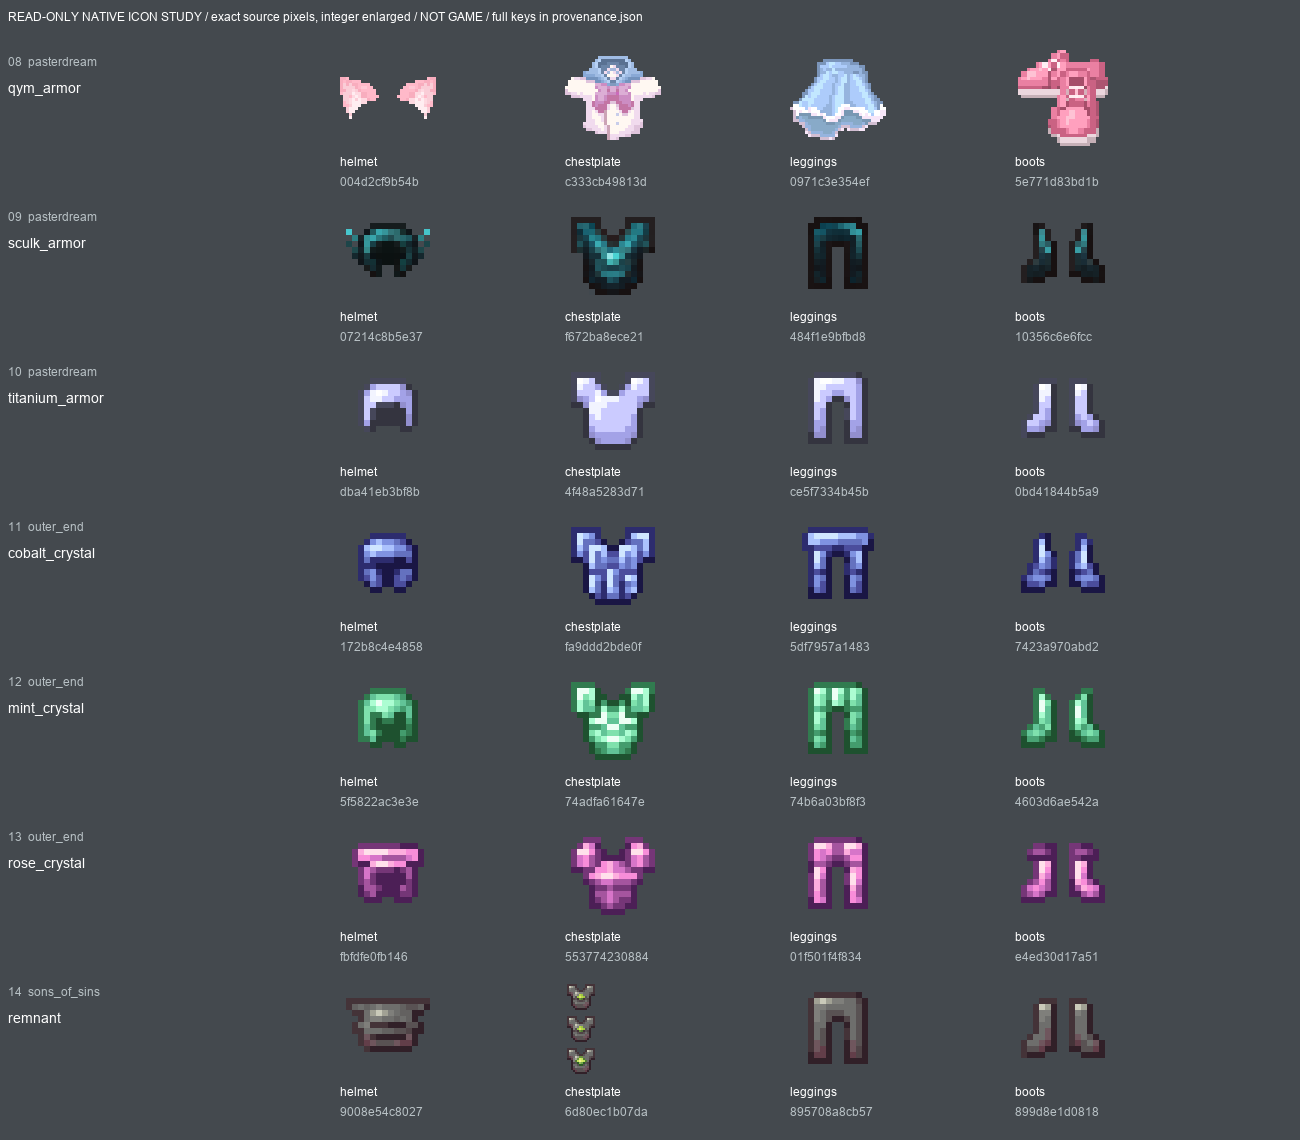 READ-ONLY NATIVE ICON STUDY / exact source pixels, integer enlarged / NOT GAME / full keys in provenance.json
08 pasterdream
qym_armor
helmet
chestplate
leggings
boots
004d2cf9b54b
c333cb49813d
0971c3e354ef
5e771d83bd1b
09 pasterdream
sculk_armor
helmet
chestplate
leggings
boots
07214c8b5e37
f672ba8ece21
484f1e9bfbd8
10356c6e6fcc
10 pasterdream
titanium_armor
helmet
chestplate
leggings
boots
dba41eb3bf8b
4f48a5283d71
ce5f7334b45b
0bd41844b5a9
11 outer_end
cobalt_crystal
helmet
chestplate
leggings
boots
172b8c4e4858
fa9ddd2bde0f
5df7957a1483
7423a970abd2
12 outer_end
mint_crystal
helmet
chestplate
leggings
boots
5f5822ac3e3e
74adfa61647e
74b6a03bf8f3
4603d6ae542a
13 outer_end
rose_crystal
helmet
chestplate
leggings
boots
fbfdfe0fb146
553774230884
01f501f4f834
e4ed30d17a51
14 sons_of_sins
remnant
helmet
chestplate
leggings
boots
9008e54c8027
6d80ec1b07da
895708a8cb57
899d8e1d0818